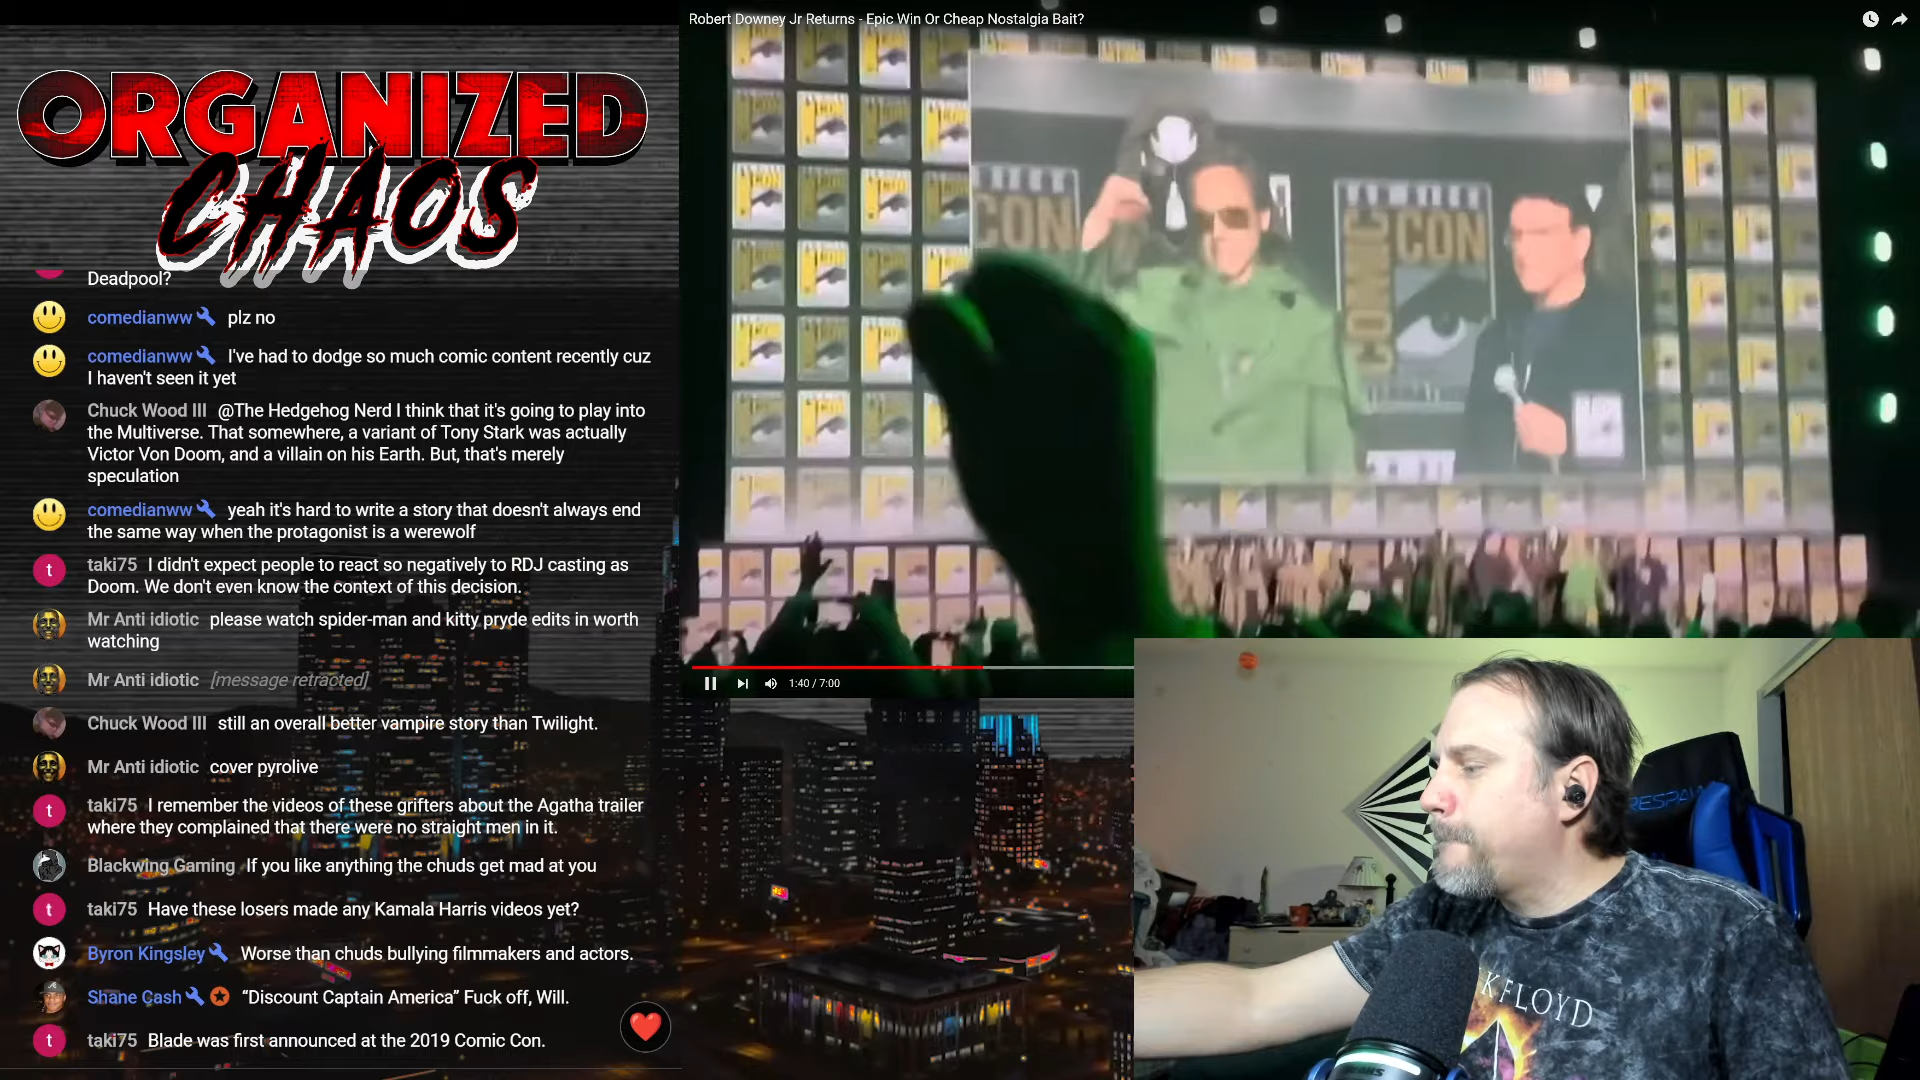 ORGANIZED
CHAOS
Deadpool?
comedianww plz no
comedianww I've had to dodge so much comic content recently cuz
I haven't seen it yet
Chuck Wood III @The Hedgehog Nerd I think that it's going to play into
the Multiverse. That somewhere, a variant of Tony Stark was actually
Victor Von Doom, and a villain on his Earth. But, that's merely
speculation
comedianww yeah it's hard to write a story that doesn't always end
the same way when the protagonist is a werewolf
t taki75 I didn't expect people to react so negatively to RDJ casting as
Doom. We don't even know the context of this decision.
Mr Anti idiotic please watch spider-man and kitty pryde edits in worth
watching
Mr Anti idiotic [message retracted]
Chuck Wood III still an overall better vampire story than Twilight.
Mr Anti idiotic cover pyrolive
t taki75 I remember the videos of these grifters about the Agatha trailer
where they complained that there were no straight men in it.
Blackwing Gaming If you like anything the chuds get mad at you
t taki75 Have these losers made any Kamala Harris videos yet?
Byron Kingsley Worse than chuds bullying filmmakers and actors.
Shane Cash “Discount Captain America” Fuck off, Will.
t taki75 Blade was first announced at the 2019 Comic Con.
Robert Downey Jr Returns - Epic Win Or Cheap Nostalgia Bait?
CON
COMIC
CON
1:40 / 7:00
RESPAW
KFLOYD